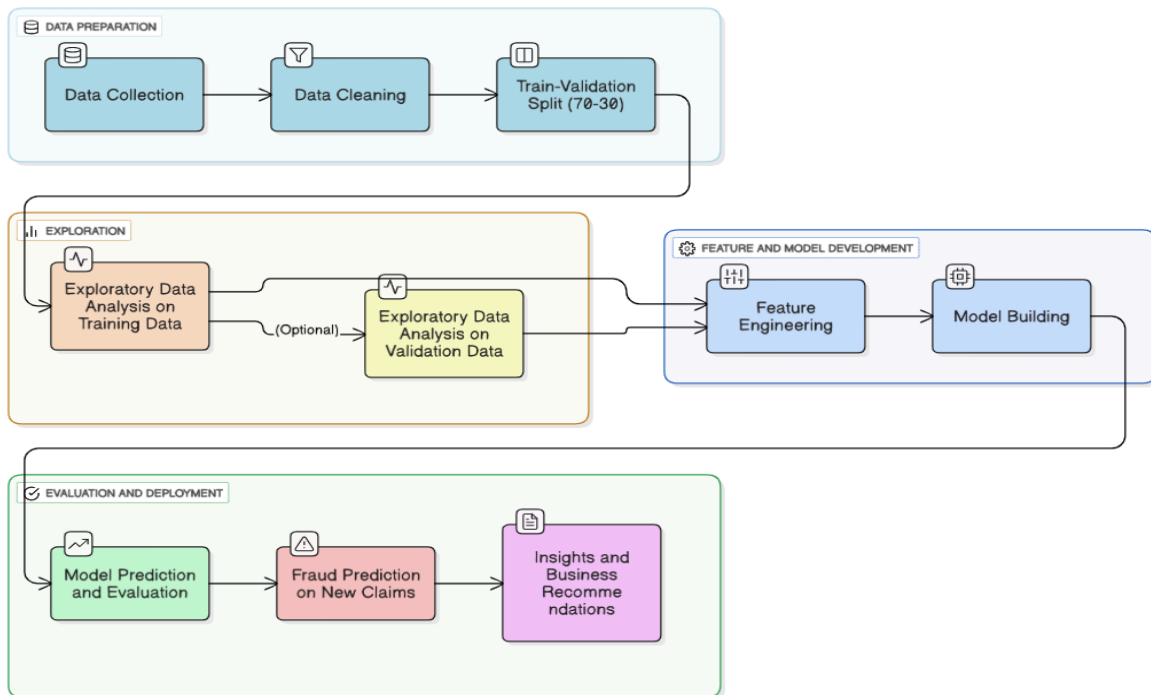 DATA PREPARATION
Data Collection
Data Cleaning
Train-Validation
Split (70-30)
EXPLORATION
Exploratory Data
Analysis on
Training Data
(Optional)
Exploratory Data
Analysis on
Validation Data
FEATURE AND MODEL DEVELOPMENT
Feature
Engineering
Model Building
EVALUATION AND DEPLOYMENT
Model Prediction
and Evaluation
Fraud Prediction
on New Claims
Insights and
Business
Recomme
ndations